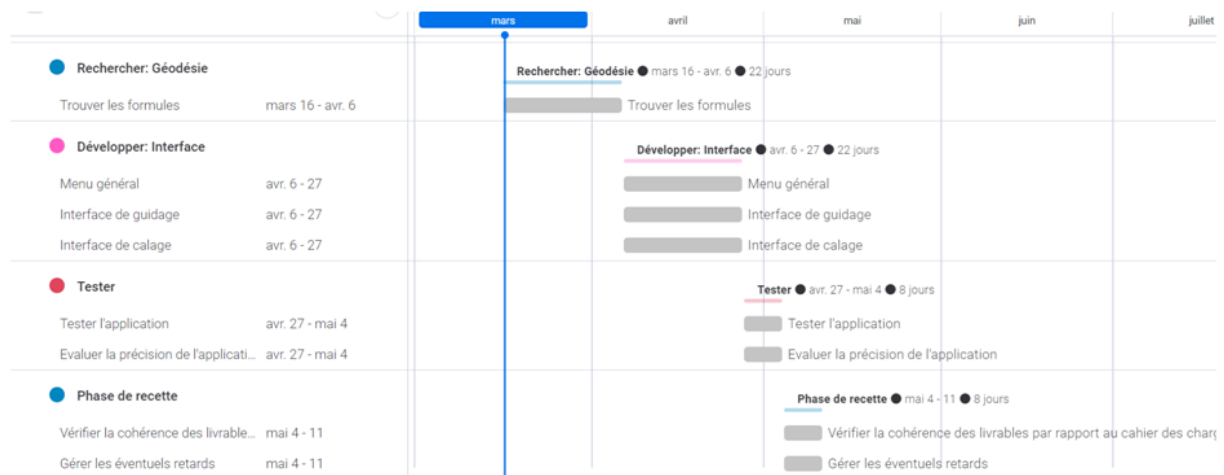 mars avril mai juin juillet
Rechercher: Géodésie
Rechercher: Géodésie ● mars 16 - avr. 6 ● 22 jours
Trouver les formules mars 16 - avr. 6 Trouver les formules
Développer: Interface
Développer: Interface ● avr. 6 - 27 ● 22 jours
Menu général avr. 6 - 27 Menu général
Interface de guidage avr. 6 - 27 Interface de guidage
Interface de calage avr. 6 - 27 Interface de calage
Tester
Tester ● avr. 27 - mai 4 ● 8 jours
Tester l'application avr. 27 - mai 4 Tester l'application
Evaluer la précision de l'applicati... avr. 27 - mai 4 Evaluer la précision de l'application
Phase de recette
Phase de recette ● mai 4 - 11 ● 8 jours
Vérifier la cohérence des livrable... mai 4 - 11 Vérifier la cohérence des livrables par rapport au cahier des charg
Gérer les éventuels retards mai 4 - 11 Gérer les éventuels retards